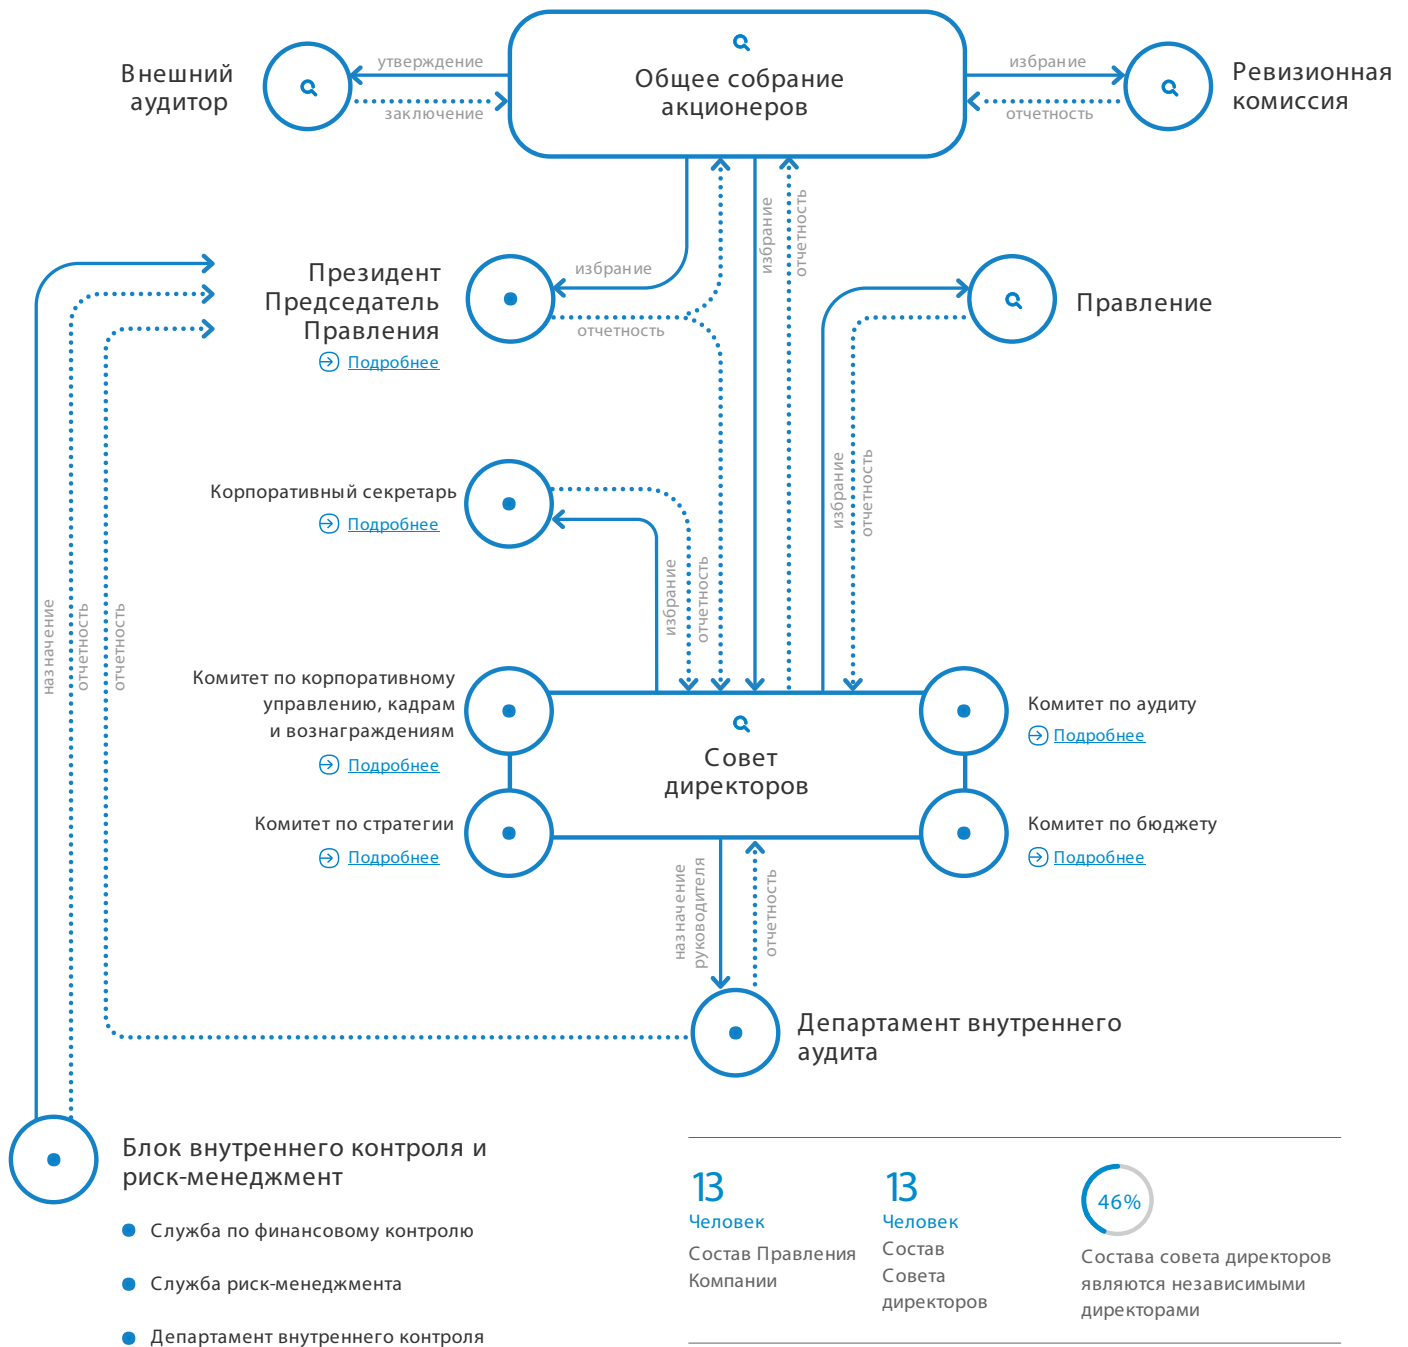 Внешний
аудитор
утверждение
заключение
Общее собрание
акционеров
избрание
отчетность
Ревизионная
комиссия
избрание
отчетность
Президент
Председатель
Правления
Подробнее
избрание
отчетность
Правление
избрание
отчетность
Корпоративный секретарь
Подробнее
избрание
отчетность
назначение
отчетность
отчетность
Комитет по корпоративному
управлению, кадрам
и вознаграждениям
Подробнее
Комитет по стратегии
Подробнее
Совет
директоров
Комитет по аудиту
Подробнее
Комитет по бюджету
Подробнее
назначение
руководителя
отчетность
Департамент внутреннего
аудита
Блок внутреннего контроля и
риск-менеджмент
Служба по финансовому контролю
Служба риск-менеджмента
Департамент внутреннего контроля
13
Человек
Состав Правления
Компании
13
Человек
Состав
Совета
директоров
46%
Состава совета директоров
являются независимыми
директорами